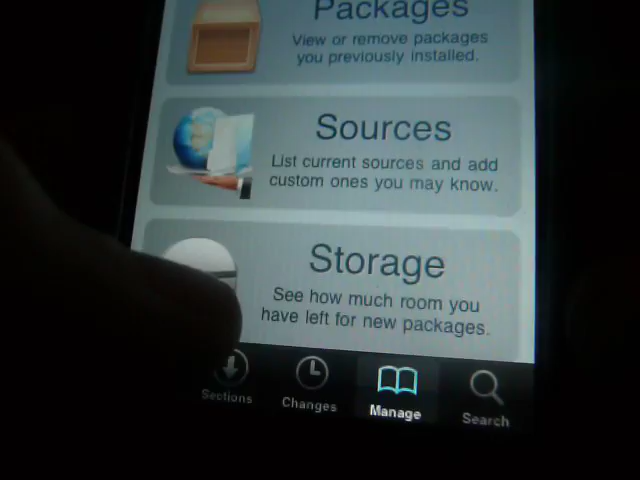 Packages
View or remove packages
you previously installed.
Sources
List current sources and add
custom ones you may know.
Storage
See how much room you
have left for new packages.
Sections
Changes
Manage
Search